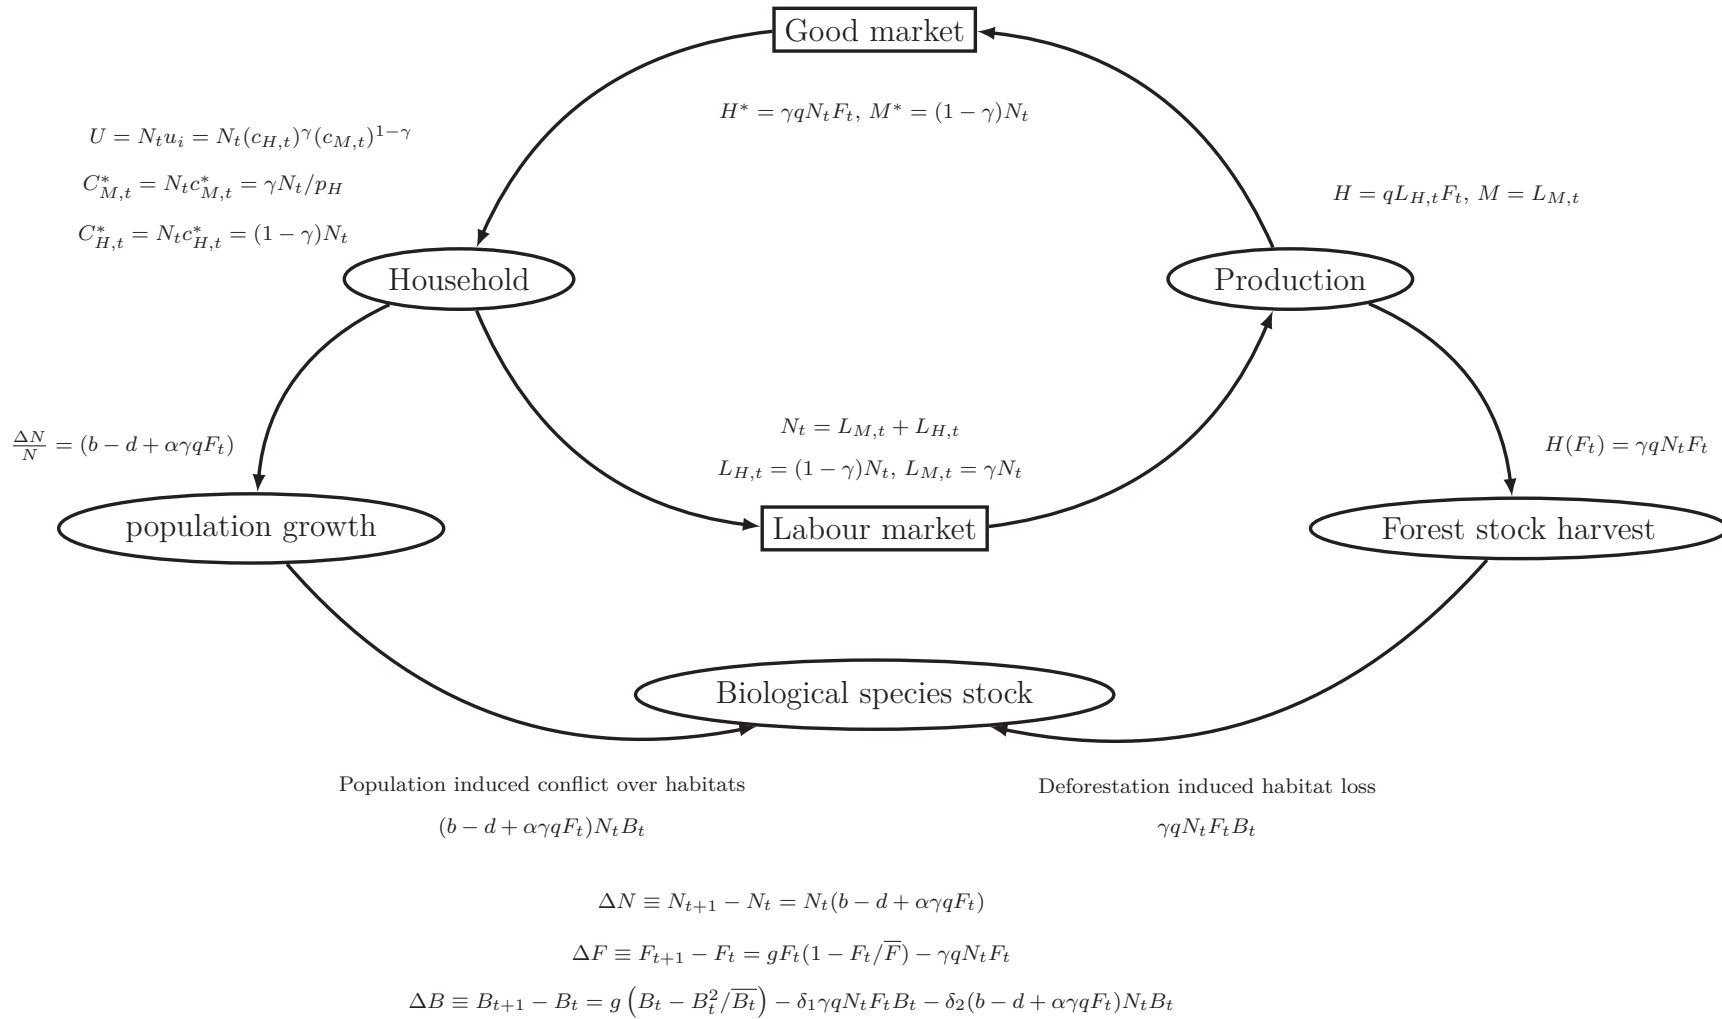 Good market
H* = γqN_tF_t, M* = (1 − γ)N_t
U = N_tu_i = N_t(c_{H,t})^γ(c_{M,t})^{1−γ}
C*_{M,t} = N_tc*_{M,t} = γN_t/p_H
C*_{H,t} = N_tc*_{H,t} = (1 − γ)N_t
H = qL_{H,t}F_t, M = L_{M,t}
Household
Production
N_t = L_{M,t} + L_{H,t}
L_{H,t} = (1 − γ)N_t, L_{M,t} = γN_t
ΔN/N = (b − d + αγqF_t)
H(F_t) = γqN_tF_t
population growth
Labour market
Forest stock harvest
Biological species stock
Population induced conflict over habitats
(b − d + αγqF_t)N_tB_t
Deforestation induced habitat loss
γqN_tF_tB_t
ΔN ≡ N_{t+1} − N_t = N_t(b − d + αγqF_t)
ΔF ≡ F_{t+1} − F_t = gF_t(1 − F_t/F̅) − γqN_tF_t
ΔB ≡ B_{t+1} − B_t = g(B_t − B_t^2/\overline{B_t}) − δ_1γqN_tF_tB_t − δ_2(b − d + αγqF_t)N_tB_t